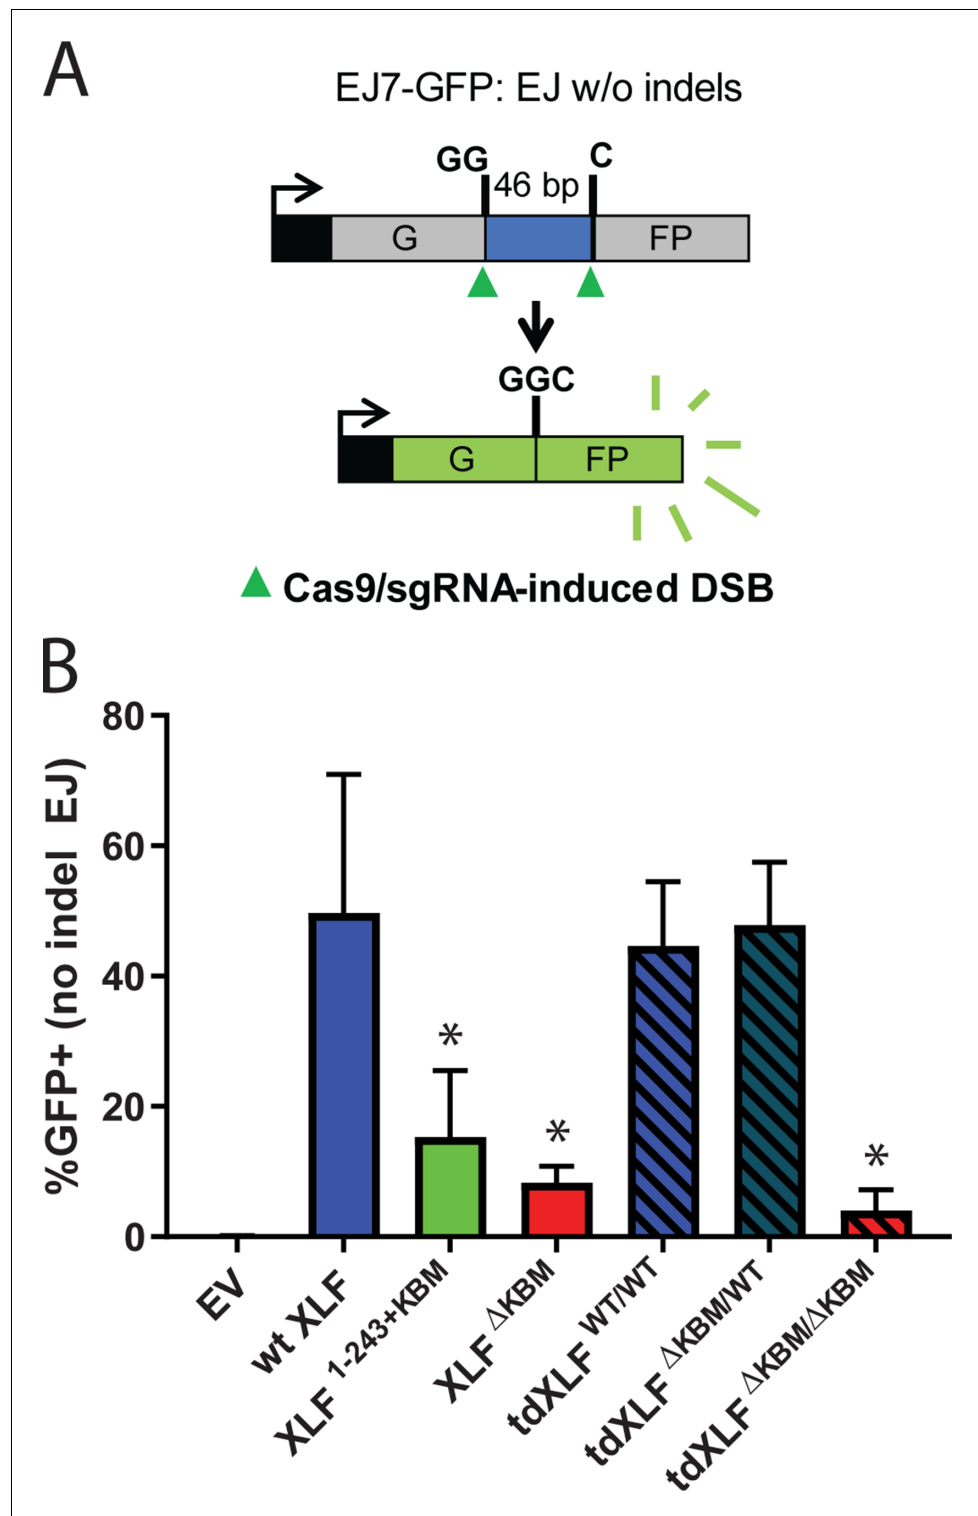 A
EJ7-GFP: EJ w/o indels
GG
C
46 bp
G
FP
GGC
G
FP
Cas9/sgRNA-induced DSB
B
%GFP+ (no indel EJ)
80
60
40
20
0
*
*
*
EV
wt XLF
XLF 1-243+KBM
XLF ΔKBM
tdXLF WT/WT
tdXLF ΔKBM/WT
tdXLF ΔKBM/ΔKBM